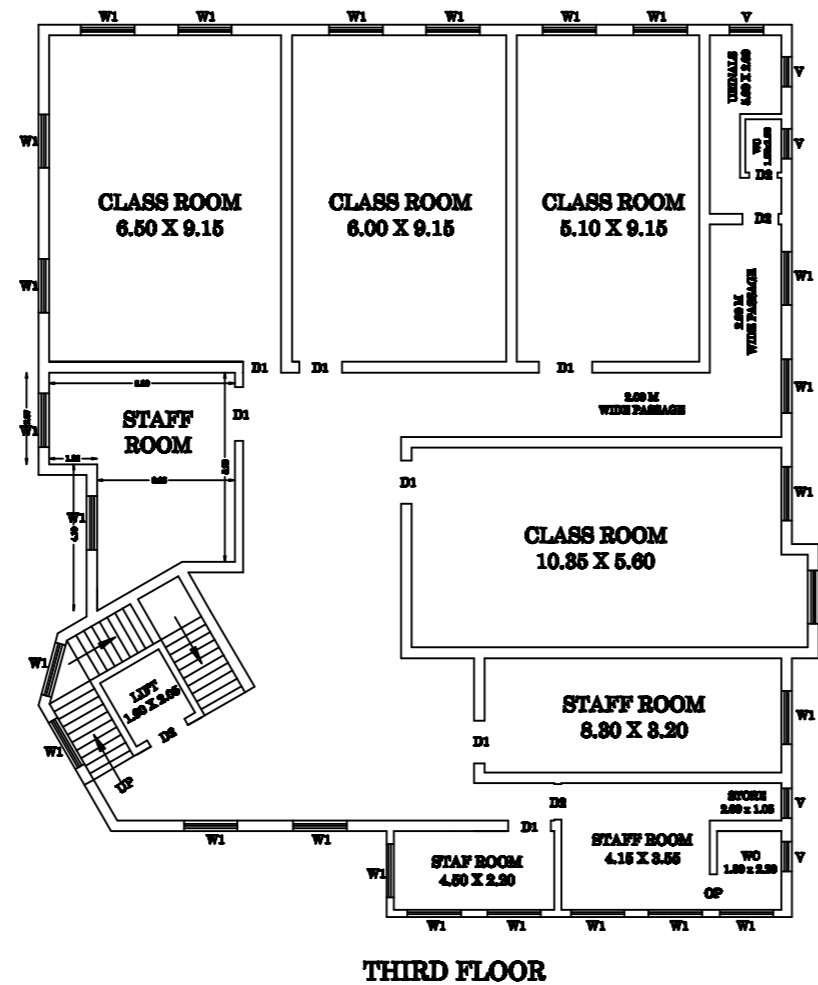 W1 W1 W1 W1 W1 W1 V
URINALS
V
W1
WC
V
D2
CLASS ROOM
6.50 X 9.15
CLASS ROOM
6.00 X 9.15
CLASS ROOM
5.10 X 9.15
D2
W1
W1
2.00 M
WIDE PASSAGE
D1 D1 D1
W1
2.00 M
WIDE PASSAGE
STAFF
ROOM
D1
W1
D1
W1
W1
CLASS ROOM
10.35 X 5.60
W1
LIFT
D2
W1
UP
STAFF ROOM
8.30 X 3.20
W1
D1
STORE
V
D2
D1
W1 W1
STAFF ROOM
4.15 X 3.55
STAF ROOM
4.50 X 2.20
W1
WC
V
OP
W1 W1 W1 W1 W1
THIRD FLOOR